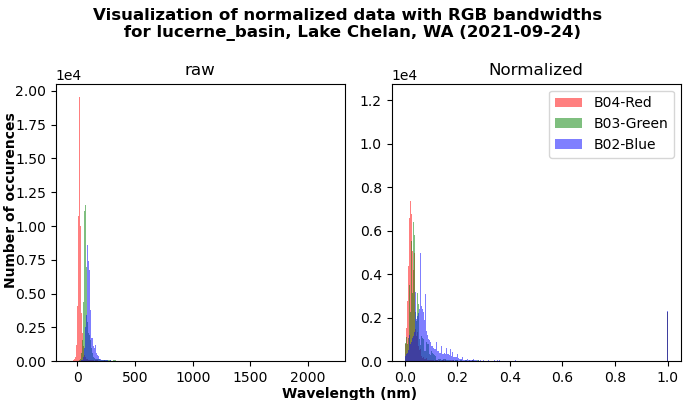 Visualization of normalized data with RGB bandwidths
for lucerne_basin, Lake Chelan, WA (2021-09-24)
raw
Normalized
1e4
1e4
2.00
1.75
1.50
1.25
1.00
0.75
0.50
0.25
0.00
Number of occurences
0 500 1000 1500 2000
1.2
1.0
0.8
0.6
0.4
0.2
0.0
0.0 0.2 0.4 0.6 0.8 1.0
B04-Red
B03-Green
B02-Blue
Wavelength (nm)